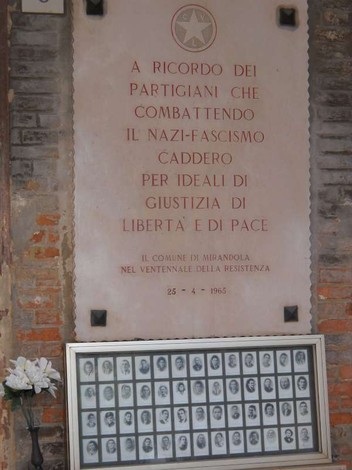 A RICORDO DEI
PARTIGIANI CHE
COMBATTENDO
IL NAZI-FASCISMO
CADDERO
PER IDEALI DI
GIUSTIZIA DI
LIBERTA' E DI PACE
IL COMUNE DI MIRANDOLA
NEL VENTENNALE DELLA RESISTENZA
25 - 4 - 1965